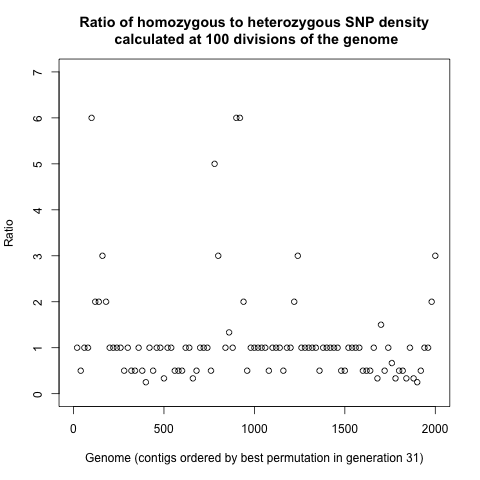 Ratio of homozygous to heterozygous SNP density
calculated at 100 divisions of the genome
Ratio
7
6
5
4
3
2
1
0
0 500 1000 1500 2000
Genome (contigs ordered by best permutation in generation 31)